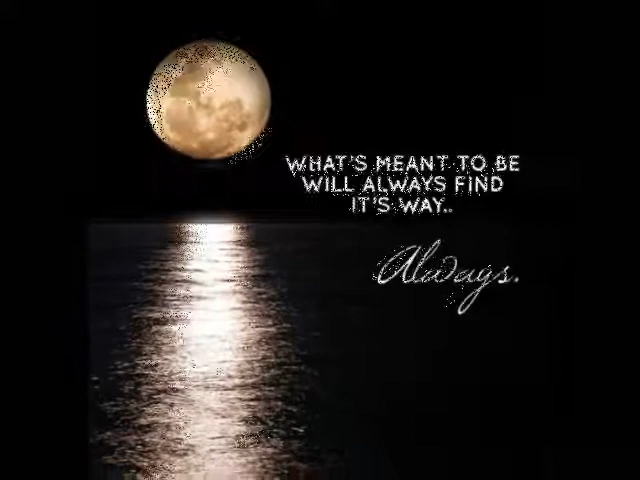 WHAT'S MEANT TO BE
WILL ALWAYS FIND
IT'S WAY..
Always.